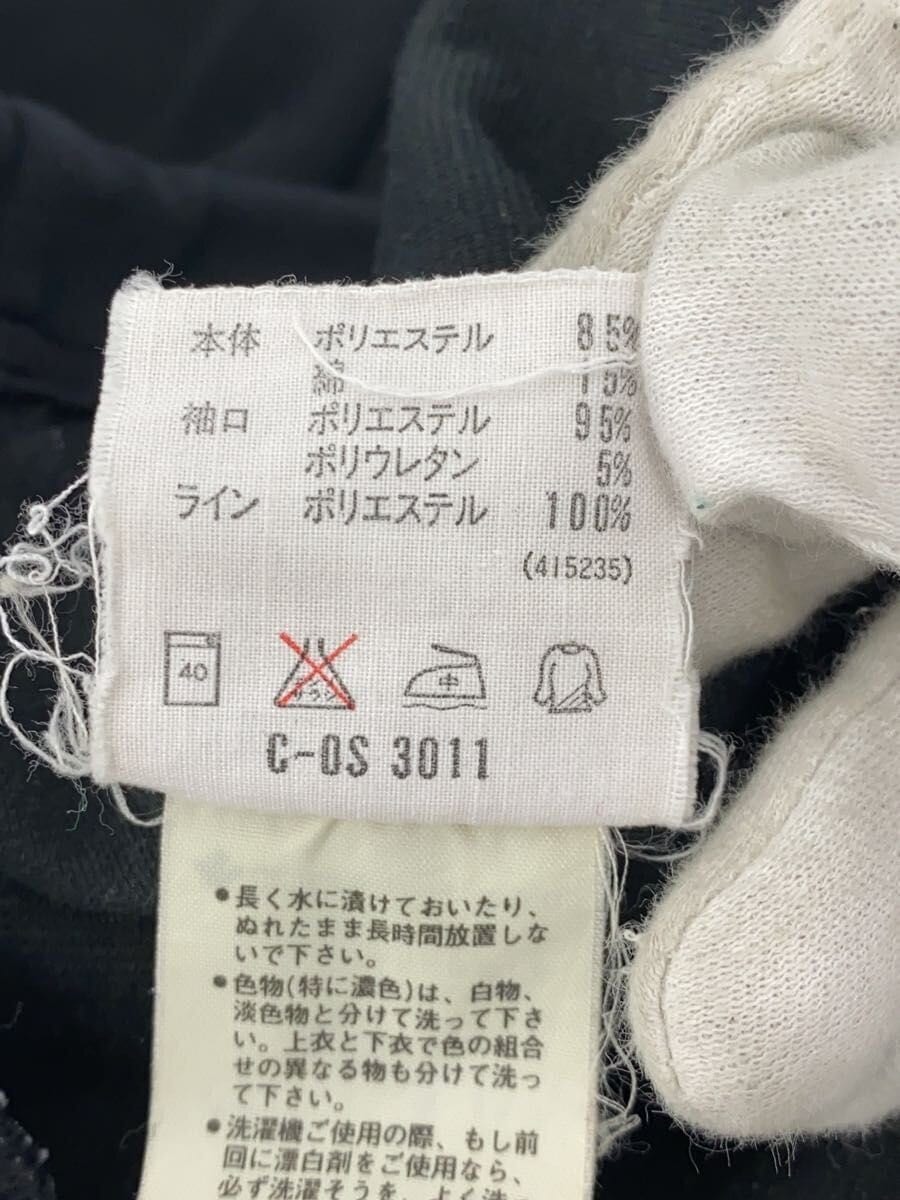 本体 ポリエステル 85%
綿 15%
袖口 ポリエステル 95%
ポリウレタン 5%
ライン ポリエステル 100%
(415235)
40 中
C-OS 3011
●長く水に漬けておいたり、
ぬれたまま長時間放置しな
いで下さい。
●色物(特に濃色)は、白物、
淡色物と分けて洗って下さ
い。上衣と下衣で色の組合
せの異なる物も分けて洗っ
て下さい。
●洗濯機ご使用の際、もし前
回に漂白剤をご使用なら、
必ず洗濯そうを、よく洗っ